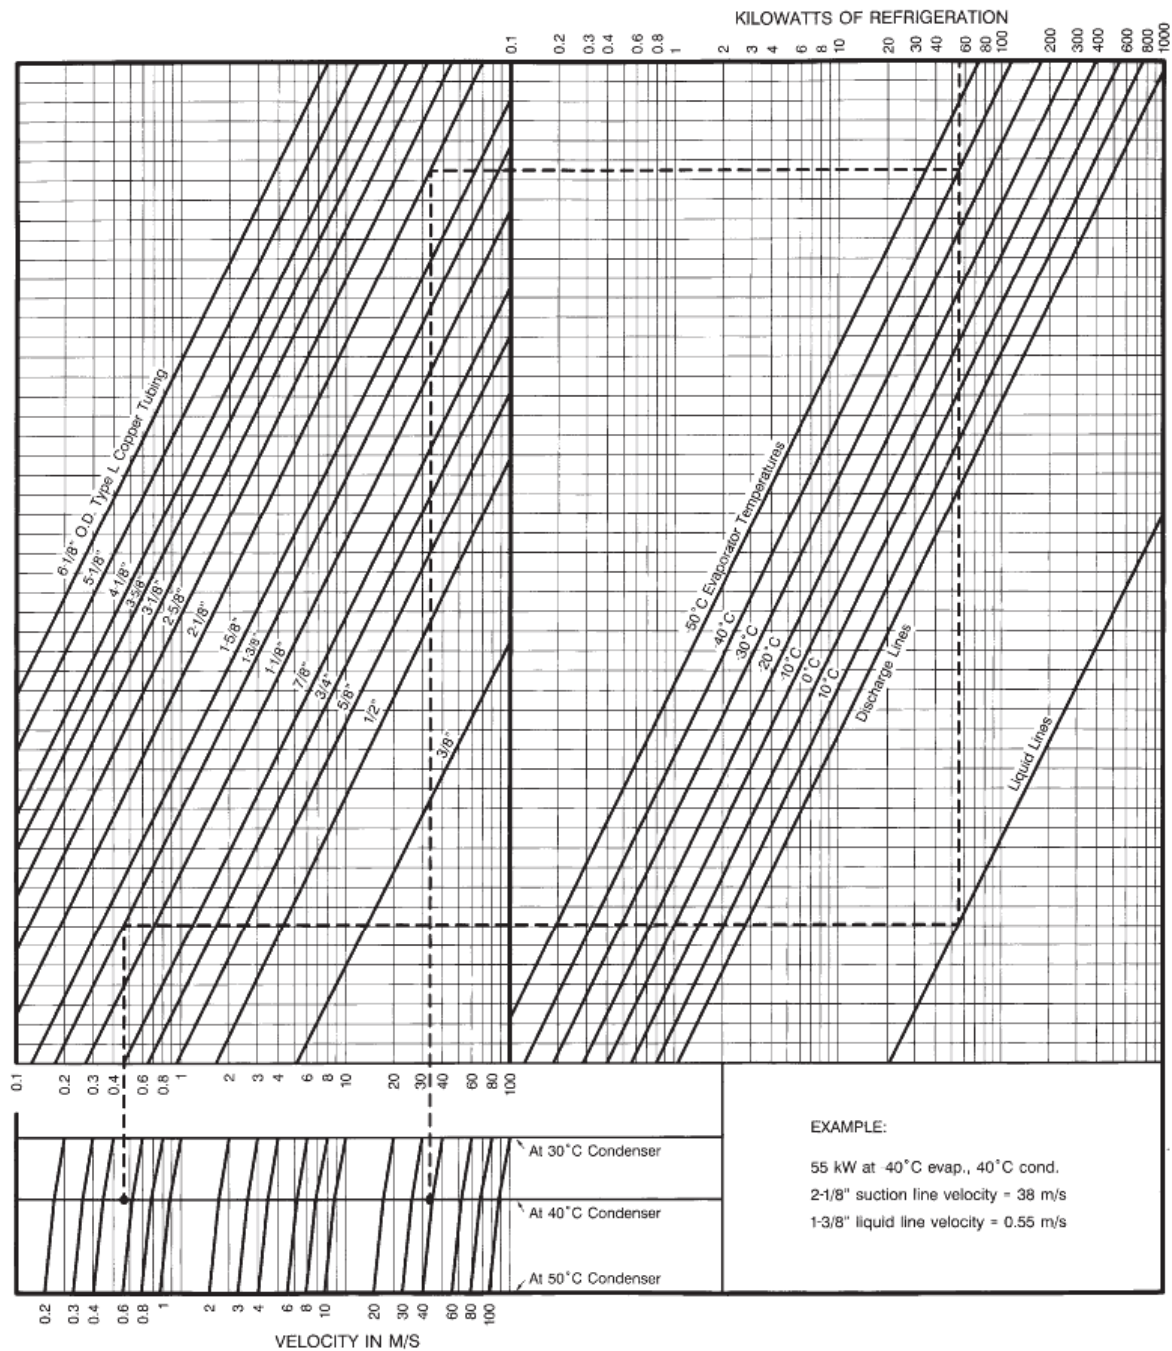 KILOWATTS OF REFRIGERATION
0.1 0.2 0.3 0.4 0.6 0.8 1 2 3 4 6 8 10 20 30 40 60 80 100 200 300 400 600 800 1000
6-1/8" O.D. Type L Copper Tubing
5-1/8"
4-1/8"
3-5/8"
3-1/8"
2-5/8"
2-1/8"
1-5/8"
1-3/8"
1-1/8"
7/8"
3/4"
5/8"
1/2"
3/8"
-50°C Evaporator Temperatures
-40°C
-30°C
-20°C
-10°C
0°C
10°C
Discharge Lines
Liquid Lines
0.1 0.2 0.3 0.4 0.6 0.8 1 2 3 4 6 8 10 20 30 40 60 80 100
At 30°C Condenser
At 40°C Condenser
At 50°C Condenser
0.2 0.3 0.4 0.6 0.8 1 2 3 4 6 8 10 20 30 40 60 80 100
VELOCITY IN M/S
EXAMPLE:
55 kW at -40°C evap., 40°C cond.
2-1/8" suction line velocity = 38 m/s
1-3/8" liquid line velocity = 0.55 m/s